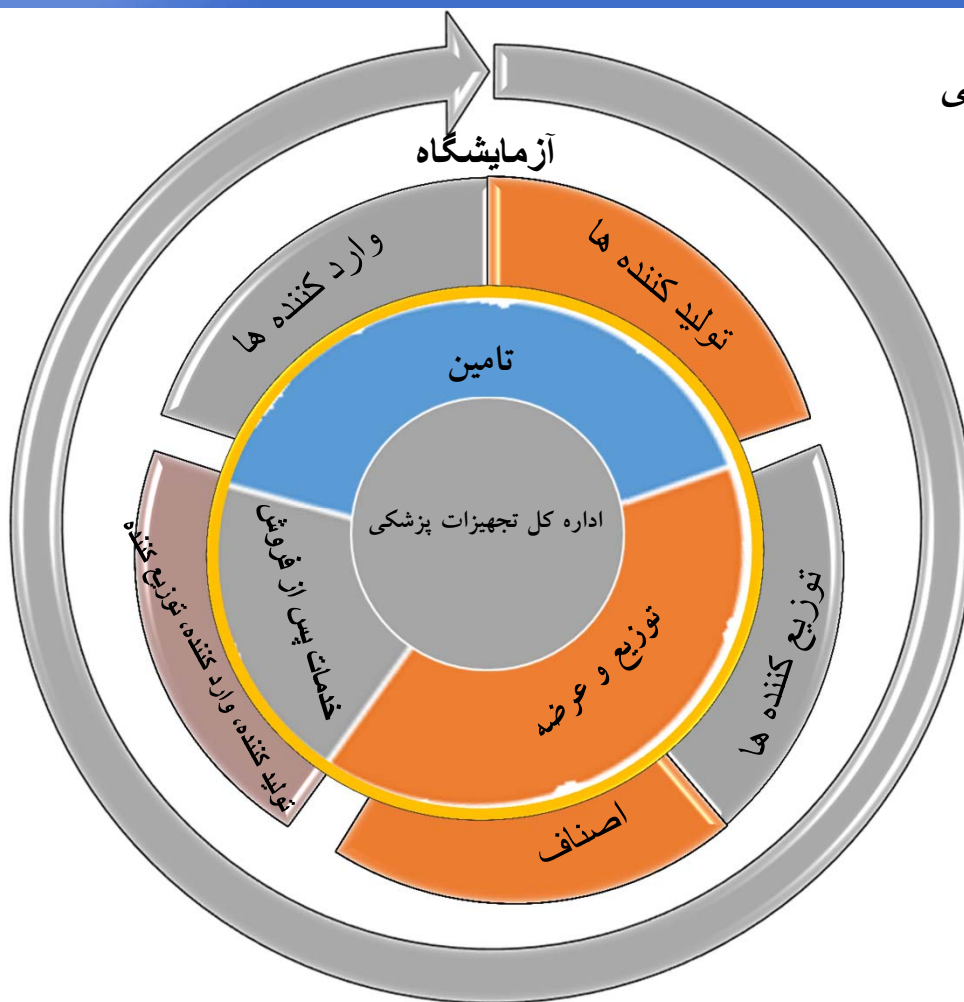 آزمایشگاه
تولید کننده ها
وارد کننده ها
تامین
اداره کل تجهیزات پزشکی
توزیع کننده ها
توزیع و عرضه
خدمات پس از فروش
تولید کننده، وارد کننده، توزیع کننده
اصناف